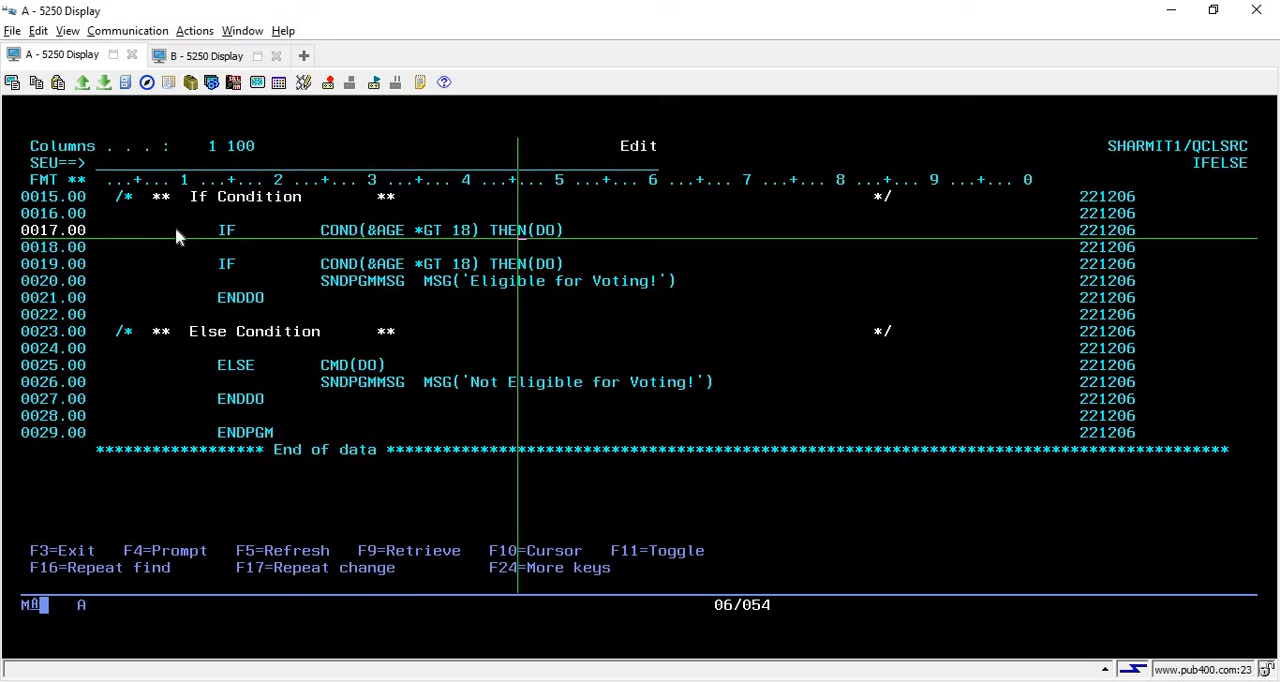 A - 5250 Display
File Edit View Communication Actions Window Help
A - 5250 Display B - 5250 Display
Columns . . . : 1 100 Edit SHARMIT1/QCLSRC
SEU==> IFELSE
FMT ** ...+... 1 ...+... 2 ...+... 3 ...+... 4 ...+... 5 ...+... 6 ...+... 7 ...+... 8 ...+... 9 ...+... 0
0015.00 /* ** If Condition ** */ 221206
0016.00 221206
0017.00 IF COND(&AGE *GT 18) THEN(DO) 221206
0018.00 221206
0019.00 IF COND(&AGE *GT 18) THEN(DO) 221206
0020.00 SNDPGMMSG MSG('Eligible for Voting!') 221206
0021.00 ENDDO 221206
0022.00 221206
0023.00 /* ** Else Condition ** */ 221206
0024.00 221206
0025.00 ELSE CMD(DO) 221206
0026.00 SNDPGMMSG MSG('Not Eligible for Voting!') 221206
0027.00 ENDDO 221206
0028.00 221206
0029.00 ENDPGM 221206
****************** End of data ******************************************************************************************
F3=Exit F4=Prompt F5=Refresh F9=Retrieve F10=Cursor F11=Toggle
F16=Repeat find F17=Repeat change F24=More keys
MA A 06/054
www.pub400.com:23